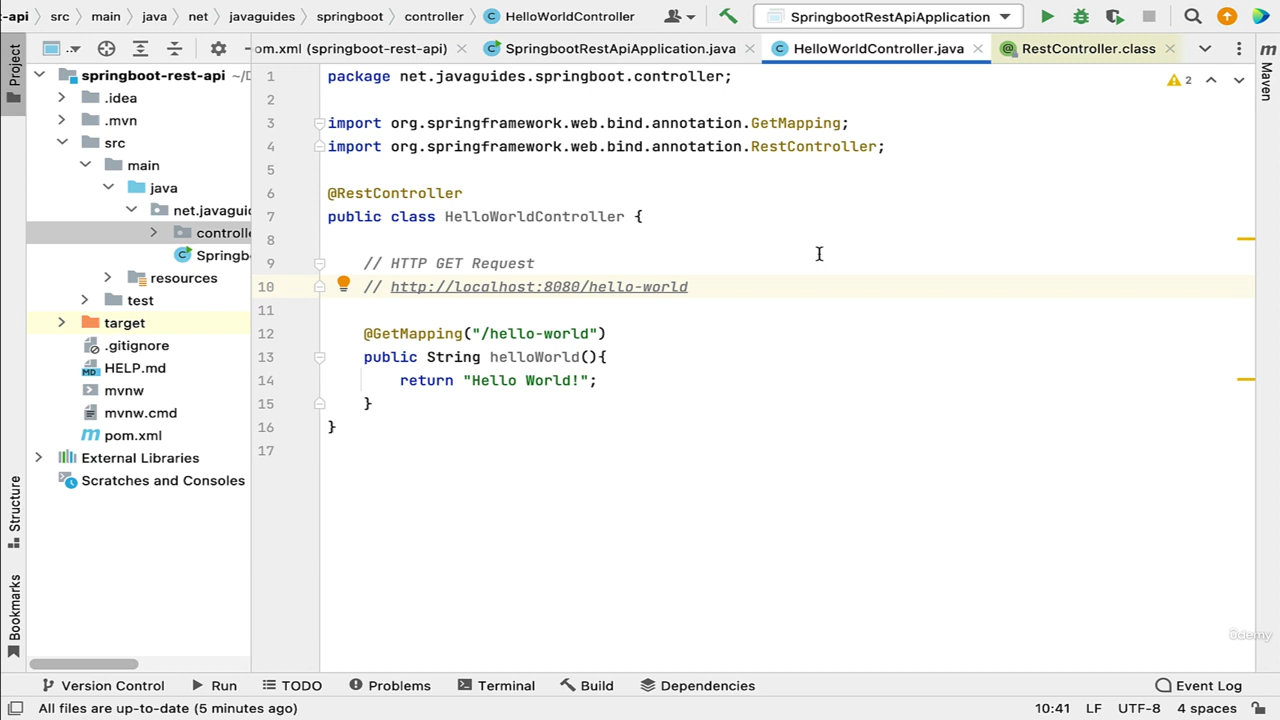 -api src main java net javaguides springboot controller HelloWorldController SpringbootRestApiApplication
Project
om.xml (springboot-rest-api) SpringbootRestApiApplication.java HelloWorldController.java RestController.class
Maven
springboot-rest-api ~/D
.idea
.mvn
src
main
java
net.javaguid
controlle
Springb
resources
test
target
.gitignore
HELP.md
mvnw
mvnw.cmd
pom.xml
External Libraries
Scratches and Consoles
2
1 package net.javaguides.springboot.controller;
2
3 import org.springframework.web.bind.annotation.GetMapping;
4 import org.springframework.web.bind.annotation.RestController;
5
6 @RestController
7 public class HelloWorldController {
8
9 // HTTP GET Request
10 // http://localhost:8080/hello-world
11
12 @GetMapping("/hello-world")
13 public String helloWorld(){
14 return "Hello World!";
15 }
16 }
17
Structure
Bookmarks
ûdemy
Version Control Run TODO Problems Terminal Build Dependencies Event Log
All files are up-to-date (5 minutes ago) 10:41 LF UTF-8 4 spaces